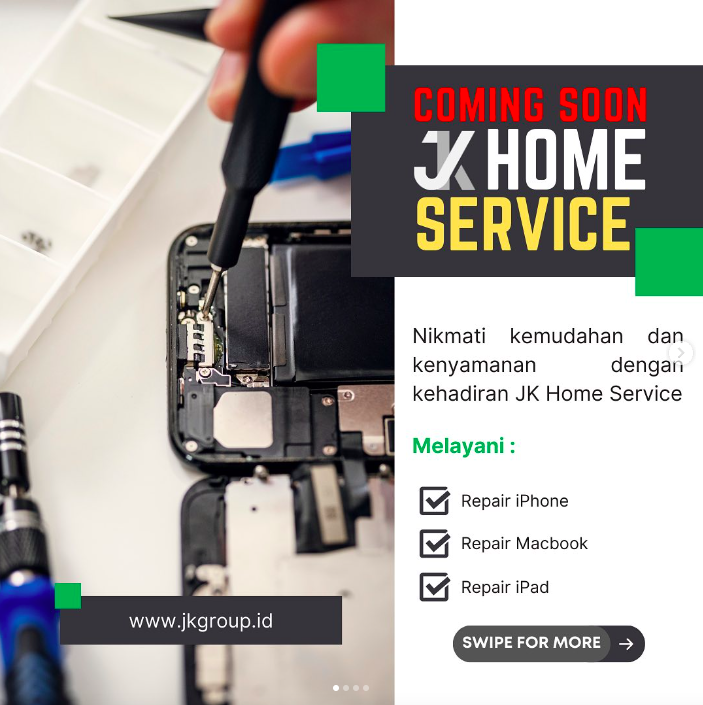 COMING SOON
JK HOME
SERVICE
Nikmati kemudahan dan
kenyamanan dengan
kehadiran JK Home Service
Melayani :
Repair iPhone
Repair Macbook
Repair iPad
www.jkgroup.id
SWIPE FOR MORE